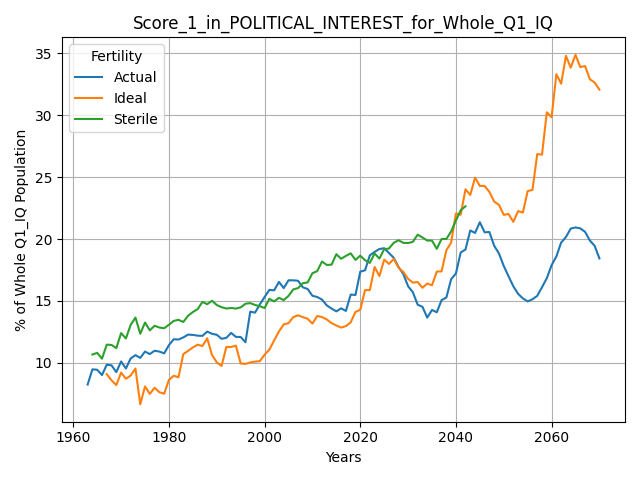 Score_1_in_POLITICAL_INTEREST_for_Whole_Q1_IQ
Fertility
Actual
Ideal
Sterile
% of Whole Q1_IQ Population
35
30
25
20
15
10
1960
1980
2000
2020
2040
2060
Years